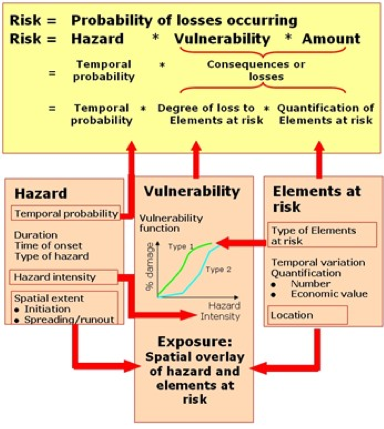 Risk = Probability of losses occurring
Risk = Hazard * Vulnerability * Amount
= Temporal probability * Consequences or losses
= Temporal probability * Degree of loss to Elements at risk * Quantification of Elements at risk
Hazard
Temporal probability
Duration
Time of onset
Type of hazard
Hazard intensity
Spatial extent
• Initiation
• Spreading/runout
Vulnerability
Vulnerability
function
% damage
Type 1
Type 2
Hazard
Intensity
Exposure:
Spatial overlay
of hazard and
elements at
risk
Elements at
risk
Type of Elements
at risk
Temporal variation
Quantification
• Number
• Economic value
Location